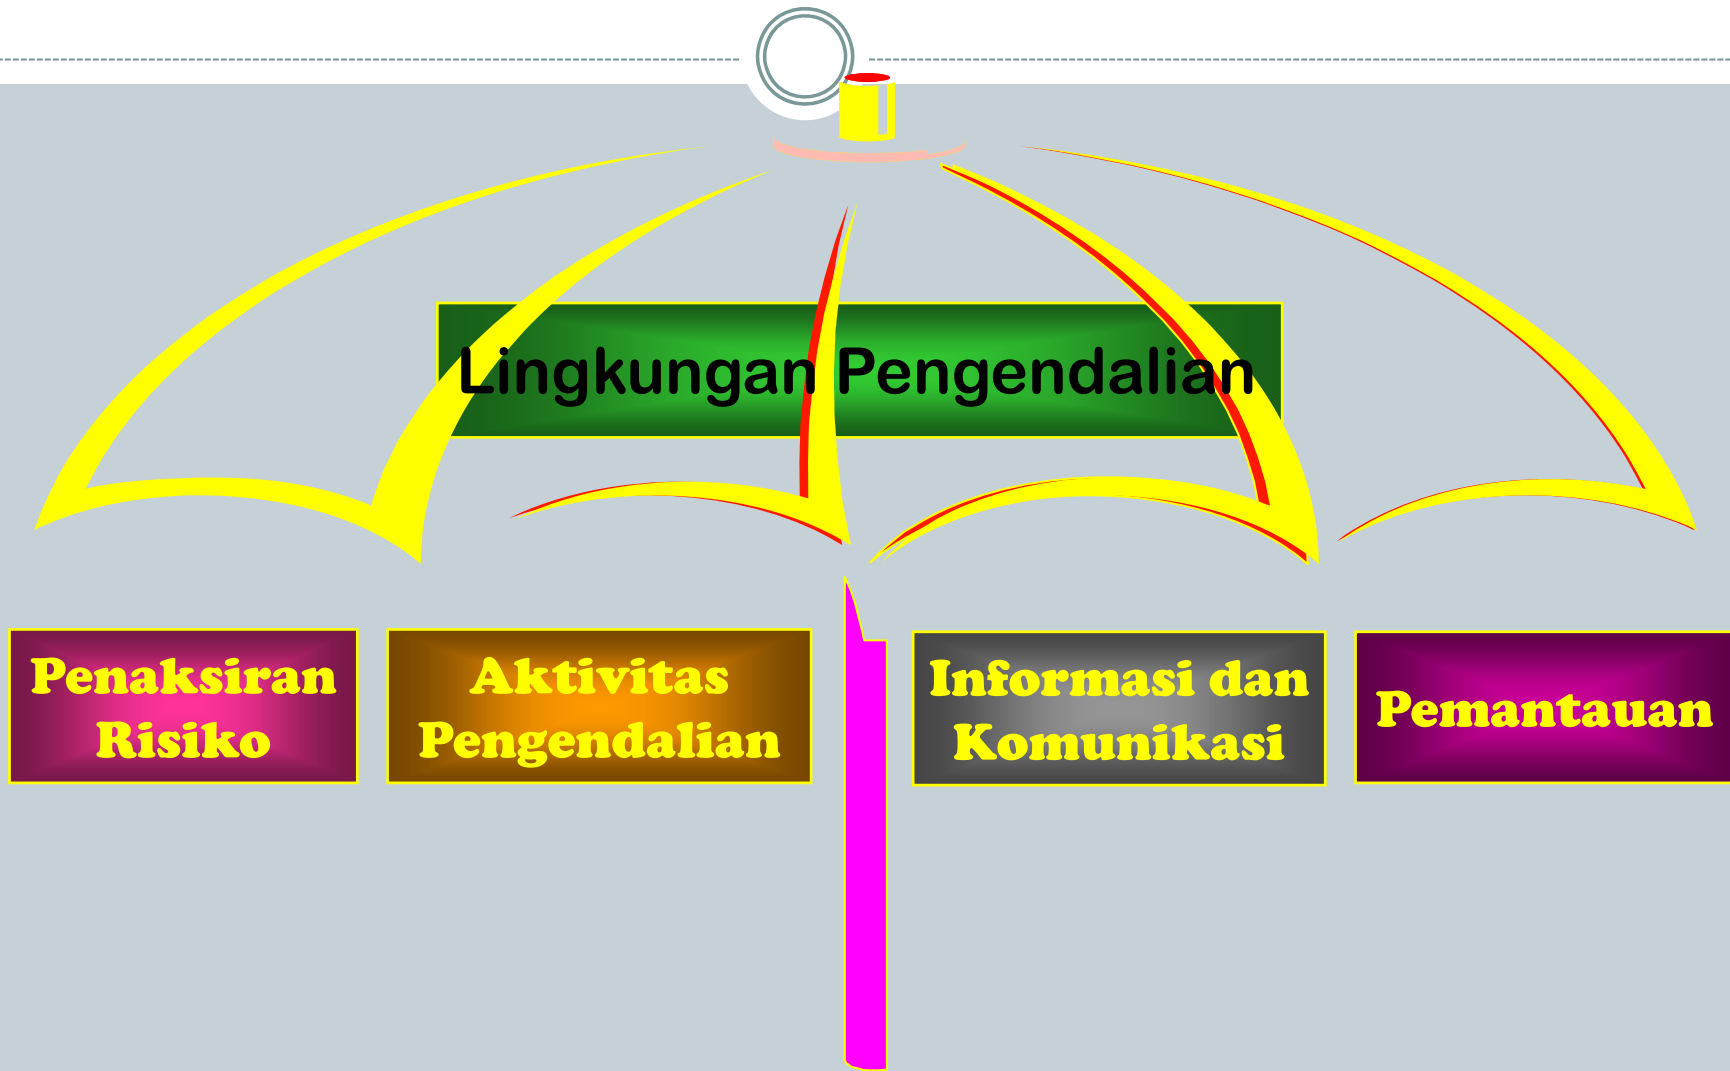 Lingkungan Pengendalian
Penaksiran
Risiko
Aktivitas
Pengendalian
Informasi dan
Komunikasi
Pemantauan